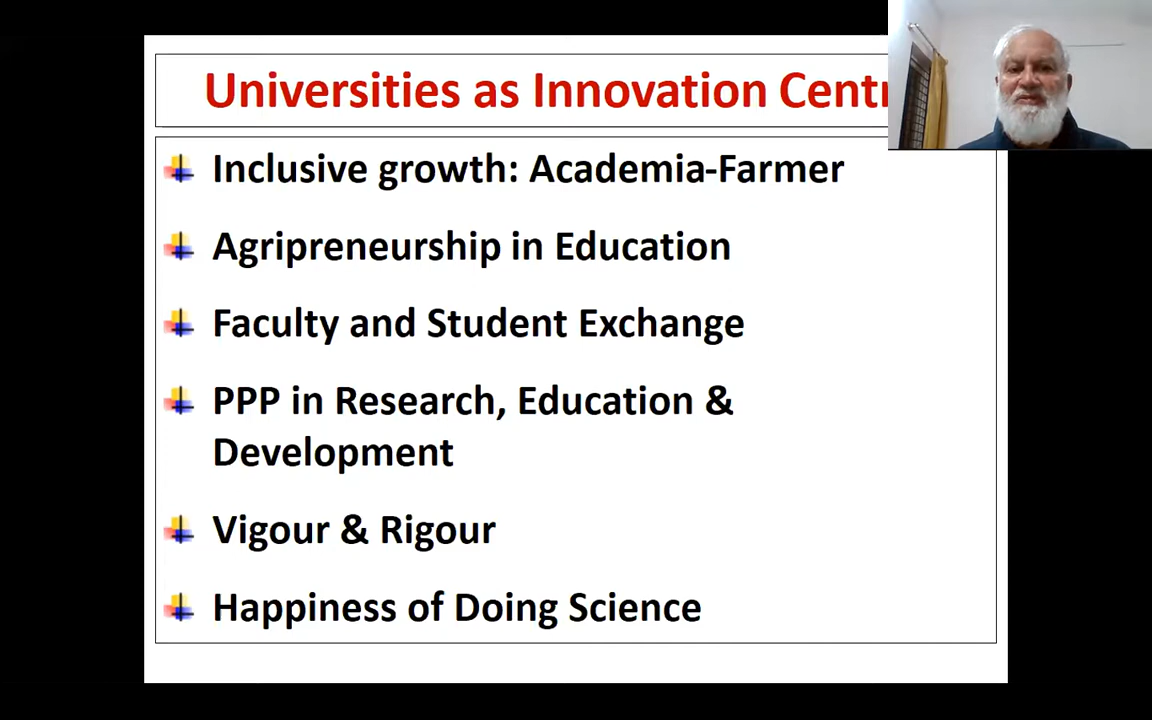 Universities as Innovation
Inclusive growth: Academia-Farmer
Agripreneurship in Education
Faculty and Student Exchange
PPP in Research, Education &
Development
Vigour & Rigour
Happiness of Doing Science